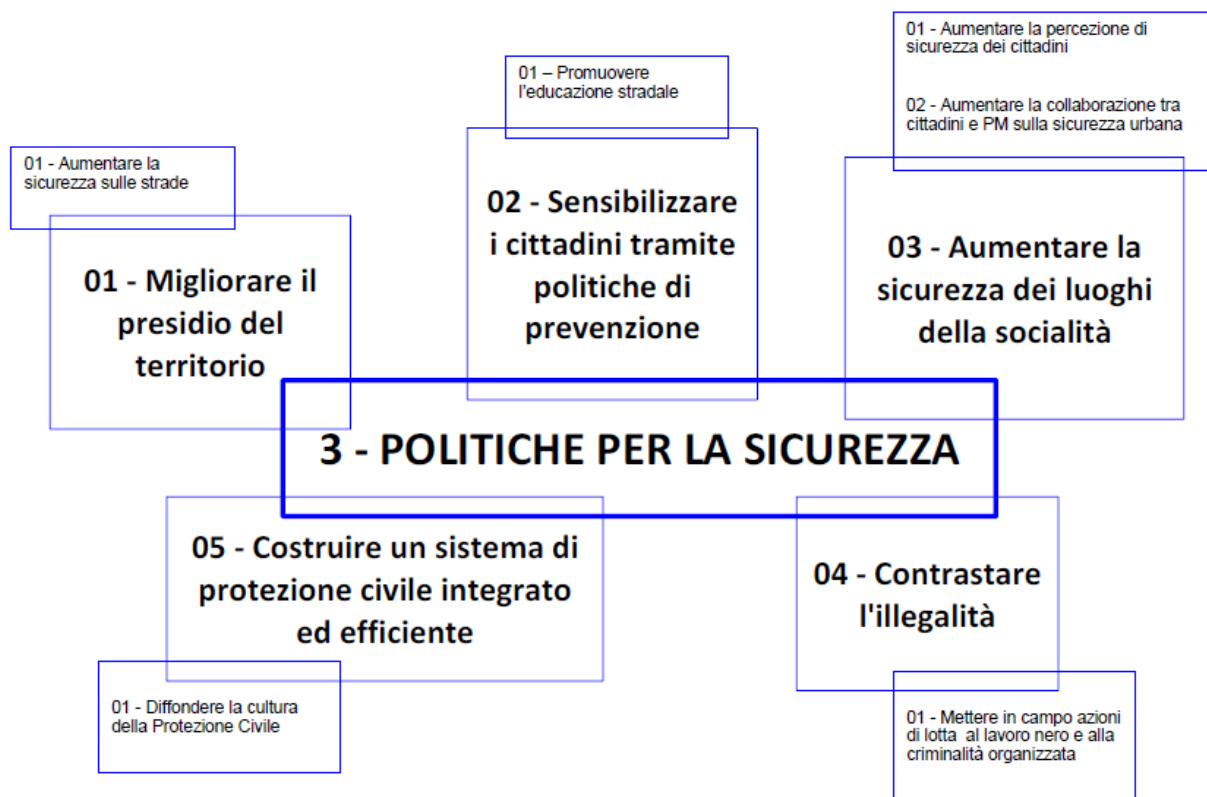 01 - Aumentare la
sicurezza sulle strade
01 - Migliorare il
presidio del
territorio
01 – Promuovere
l'educazione stradale
02 - Sensibilizzare
i cittadini tramite
politiche di
prevenzione
01 - Aumentare la percezione di
sicurezza dei cittadini
02 - Aumentare la collaborazione tra
cittadini e PM sulla sicurezza urbana
03 - Aumentare la
sicurezza dei luoghi
della socialità
3 - POLITICHE PER LA SICUREZZA
05 - Costruire un sistema di
protezione civile integrato
ed efficiente
01 - Diffondere la cultura
della Protezione Civile
04 - Contrastare
l'illegalità
01 - Mettere in campo azioni
di lotta al lavoro nero e alla
criminalità organizzata